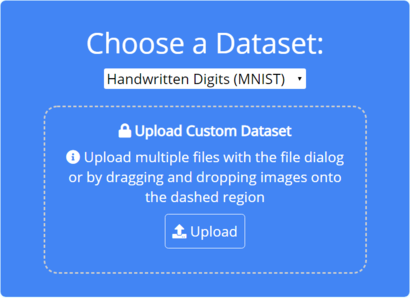 Choose a Dataset:
Handwritten Digits (MNIST)
Upload Custom Dataset
Upload multiple files with the file dialog
or by dragging and dropping images onto
the dashed region
Upload